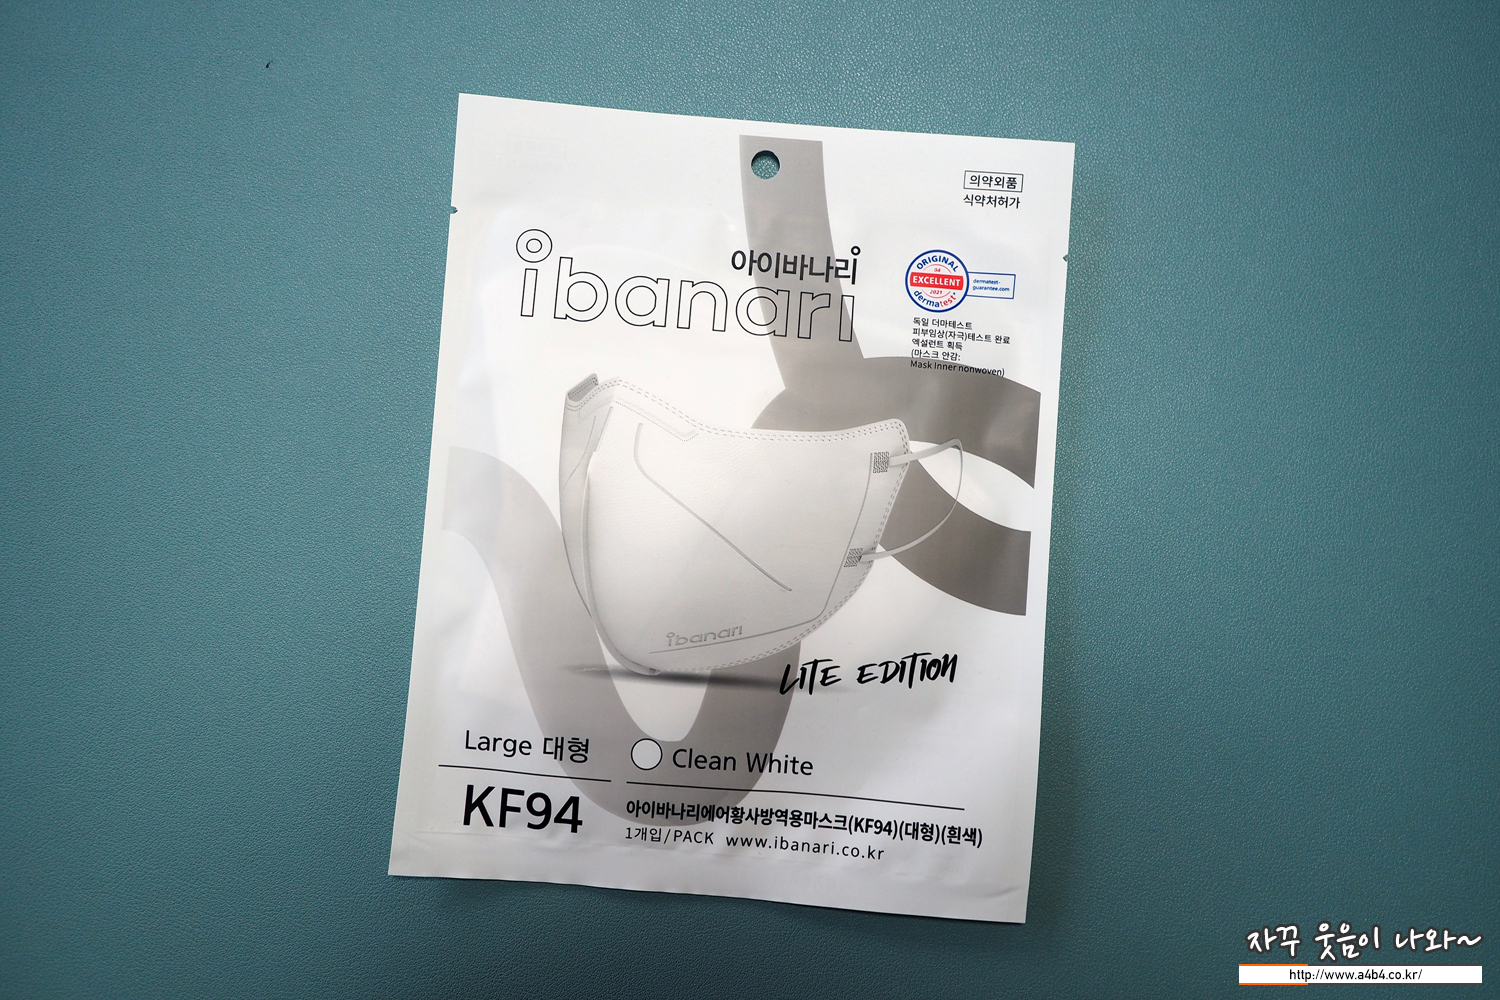 의약외품
식약처허가
아이바나리
ibanari
ORIGINAL
EXCELLENT
2021
dermatest
dermatest-
guarantee.com
독일 더마테스트
피부임상(자극)테스트 완료
엑설런트 획득
(마스크 안감:
Mask Inner nonwoven)
ibanari
LITE EDITION
Large 대형
Clean White
KF94
아이바나리에어황사방역용마스크(KF94)(대형)(흰색)
1개입/PACK www.ibanari.co.kr
자꾸 웃음이 나와~
http://www.a4b4.co.kr/